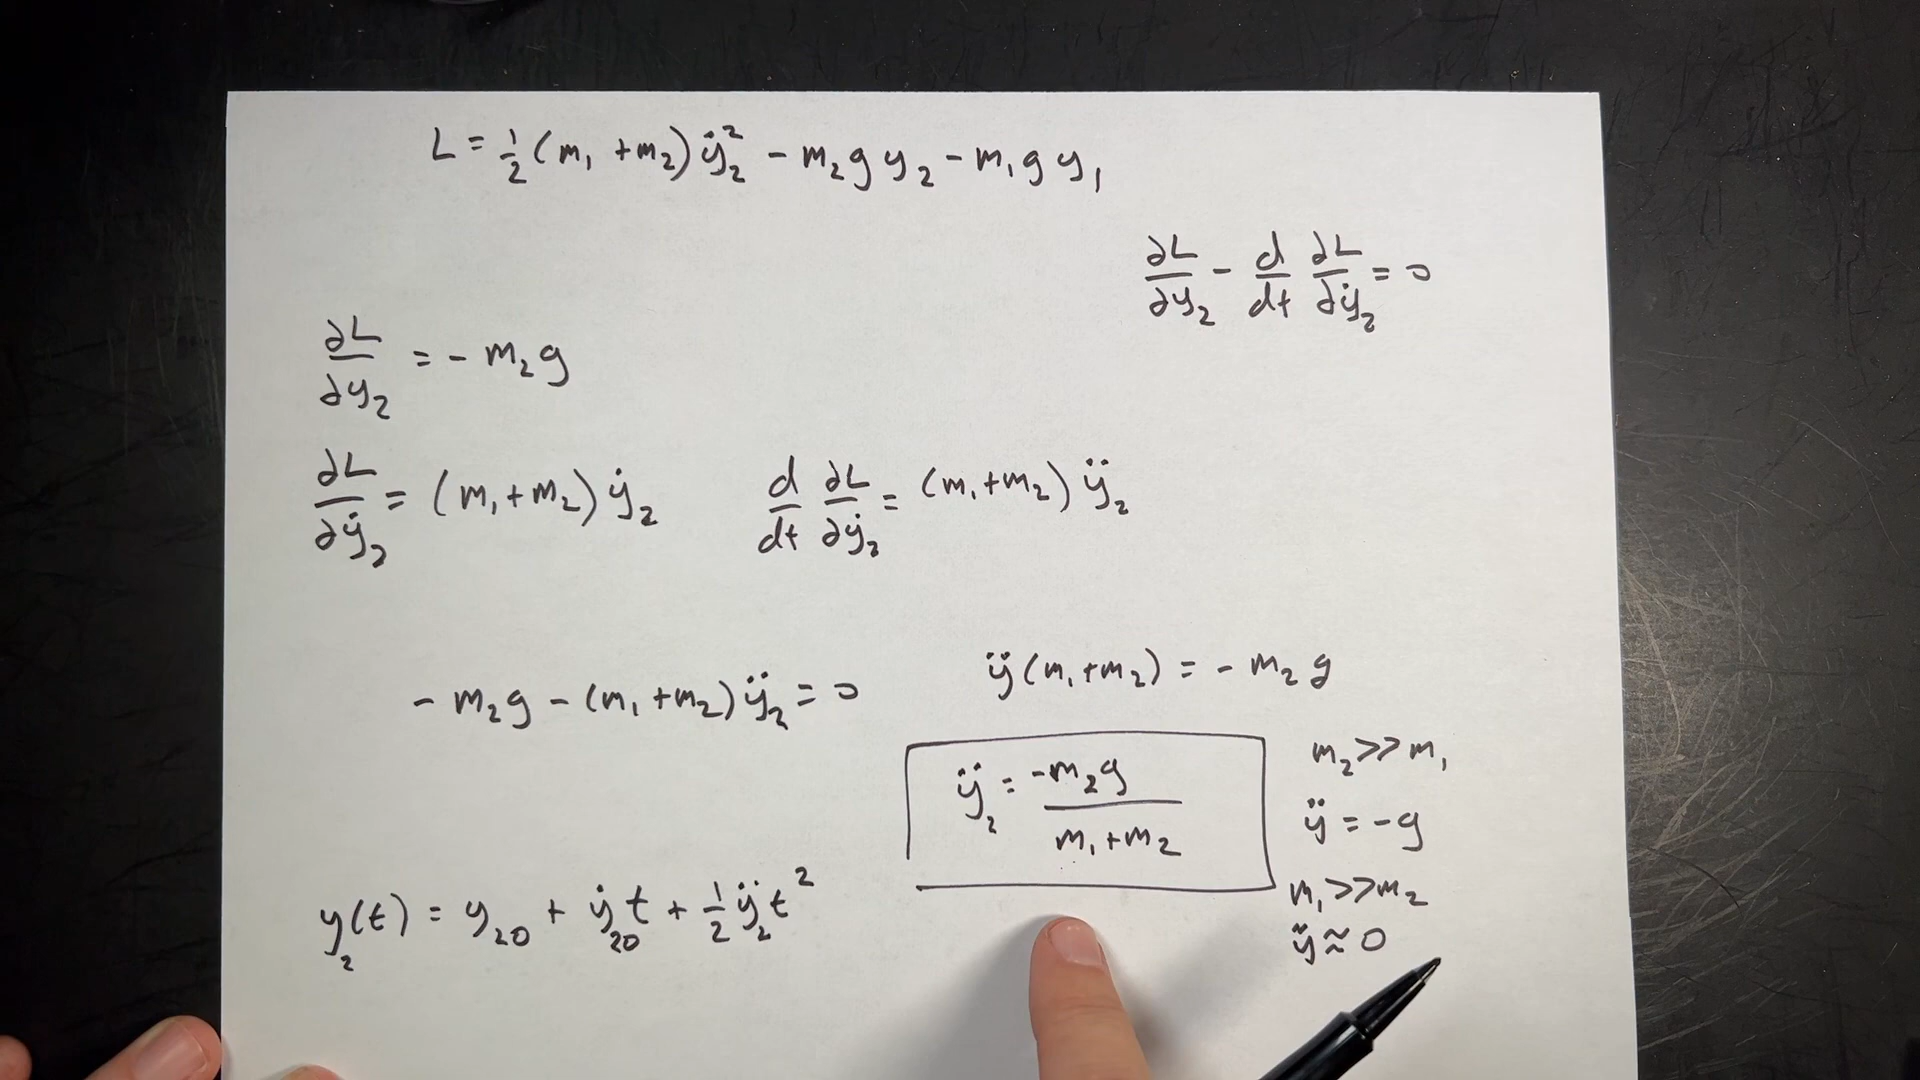 L = 1/2 (m₁ + m₂) ẏ₂² - m₂ g y₂ - m₁ g y₁
∂L/∂y₂ - d/dt ∂L/∂ẏ₂ = 0
∂L/∂y₂ = - m₂ g
∂L/∂ẏ₂ = (m₁ + m₂) ẏ₂
d/dt ∂L/∂ẏ₂ = (m₁ + m₂) ÿ₂
- m₂ g - (m₁ + m₂) ÿ₂ = 0
ÿ (m₁ + m₂) = - m₂ g
ÿ₂ = -m₂ g / m₁ + m₂
m₂ >> m₁
ÿ = -g
m₁ >> m₂
ÿ ≈ 0
y₂(t) = y₂₀ + ẏ₂₀ t + 1/2 ÿ₂ t²